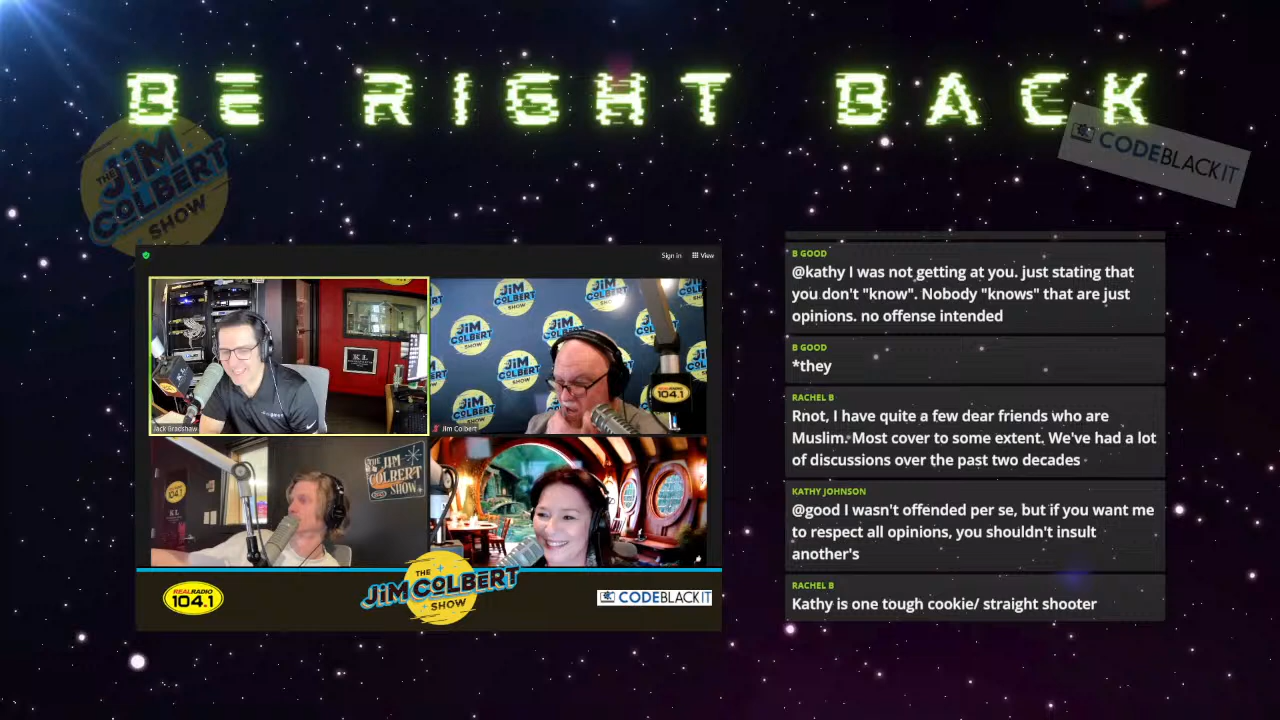 BE RIGHT BACK
THE
JIM
COLBERT
SHOW
CODEBLACKIT
Sign in
View
Jack Bradshaw
Jim Colbert
JIM
COLBERT
SHOW
REALRADIO
104.1
THE
JIM
COLBERT
SHOW
REALRADIO
104.1
THE
JIM COLBERT
SHOW
CODEBLACKIT
B GOOD
@kathy I was not getting at you. just stating that
you don't "know". Nobody "knows" that are just
opinions. no offense intended
B GOOD
*they
RACHEL B
Rnot, I have quite a few dear friends who are
Muslim. Most cover to some extent. We've had a lot
of discussions over the past two decades
KATHY JOHNSON
@good I wasn't offended per se, but if you want me
to respect all opinions, you shouldn't insult
another's
RACHEL B
Kathy is one tough cookie/ straight shooter